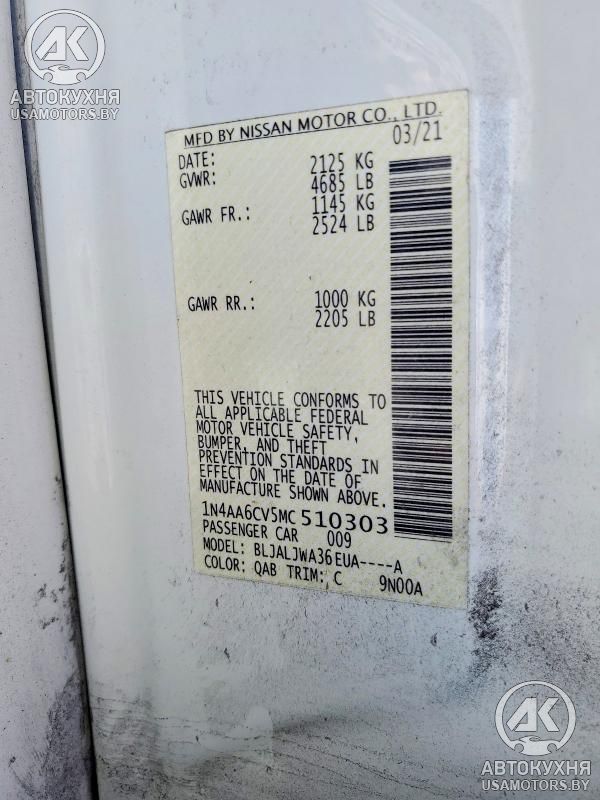 АК
АВТОКУХНЯ
USAMOTORS.BY
MFD BY NISSAN MOTOR CO., LTD.
DATE: 03/21
GVWR: 2125 KG
4685 LB
GAWR FR.: 1145 KG
2524 LB
GAWR RR.: 1000 KG
2205 LB
THIS VEHICLE CONFORMS TO
ALL APPLICABLE FEDERAL
MOTOR VEHICLE SAFETY,
BUMPER, AND THEFT
PREVENTION STANDARDS IN
EFFECT ON THE DATE OF
MANUFACTURE SHOWN ABOVE.
1N4AA6CV5MC510303
PASSENGER CAR 009
MODEL: BLJALJWA36EUA----A
COLOR: QAB TRIM: C 9N00A
АК
АВТОКУХНЯ
USAMOTORS.BY